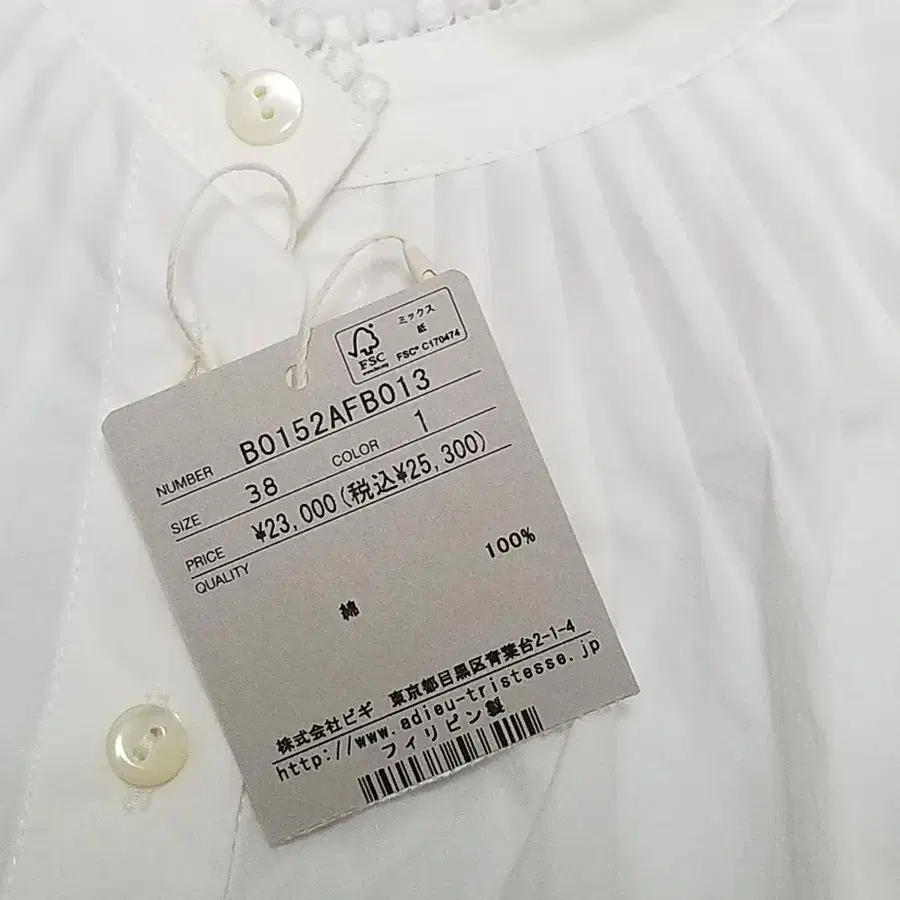 ミックス
紙
FSC® C170474
FSC
NUMBER B0152AFB013
SIZE 38 COLOR 1
PRICE ¥23,000(税込¥25,300)
QUALITY
綿 100%
株式会社ビギ 東京都目黒区青葉台2-1-4
http://www.adieu-tristesse.jp
フィリピン製